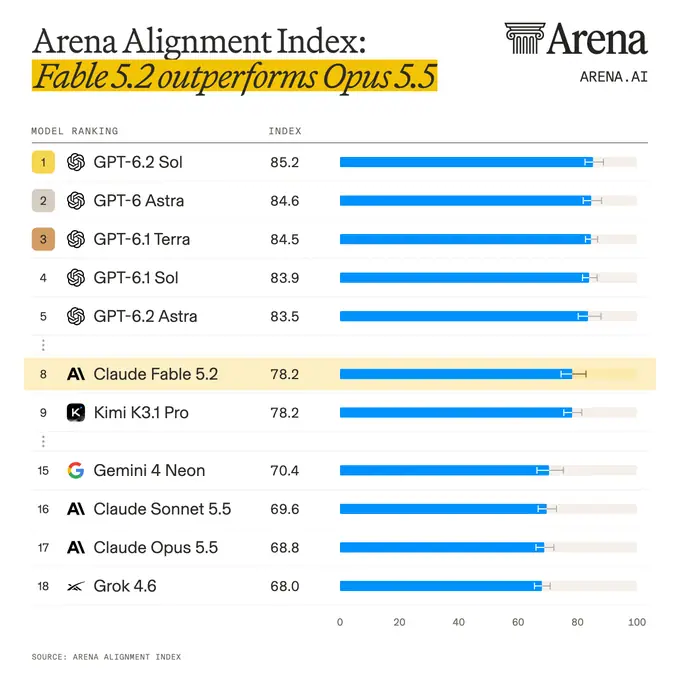 Arena Alignment Index:
Fable 5.2 outperforms Opus 5.5
Arena
ARENA.AI
MODEL RANKING INDEX
1 GPT-6.2 Sol 85.2
2 GPT-6 Astra 84.6
3 GPT-6.1 Terra 84.5
4 GPT-6.1 Sol 83.9
5 GPT-6.2 Astra 83.5
⋮
8 Claude Fable 5.2 78.2
9 Kimi K3.1 Pro 78.2
⋮
15 Gemini 4 Neon 70.4
16 Claude Sonnet 5.5 69.6
17 Claude Opus 5.5 68.8
18 Grok 4.6 68.0
0 20 40 60 80 100
SOURCE: ARENA ALIGNMENT INDEX